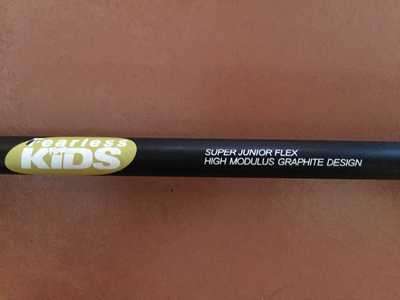 Fearless
KIDS
SUPER JUNIOR FLEX
HIGH MODULUS GRAPHITE DESIGN